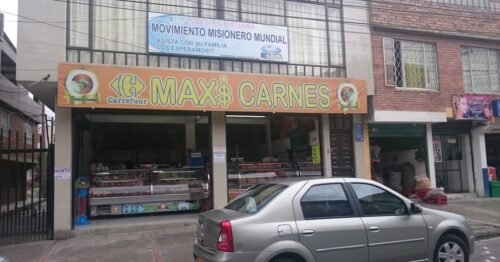 MOVIMIENTO MISIONERO MUNDIAL
ASISTA CON SU FAMILIA
LOS ESPERAMOS!!!
Carrefour
MAX$ CARNES